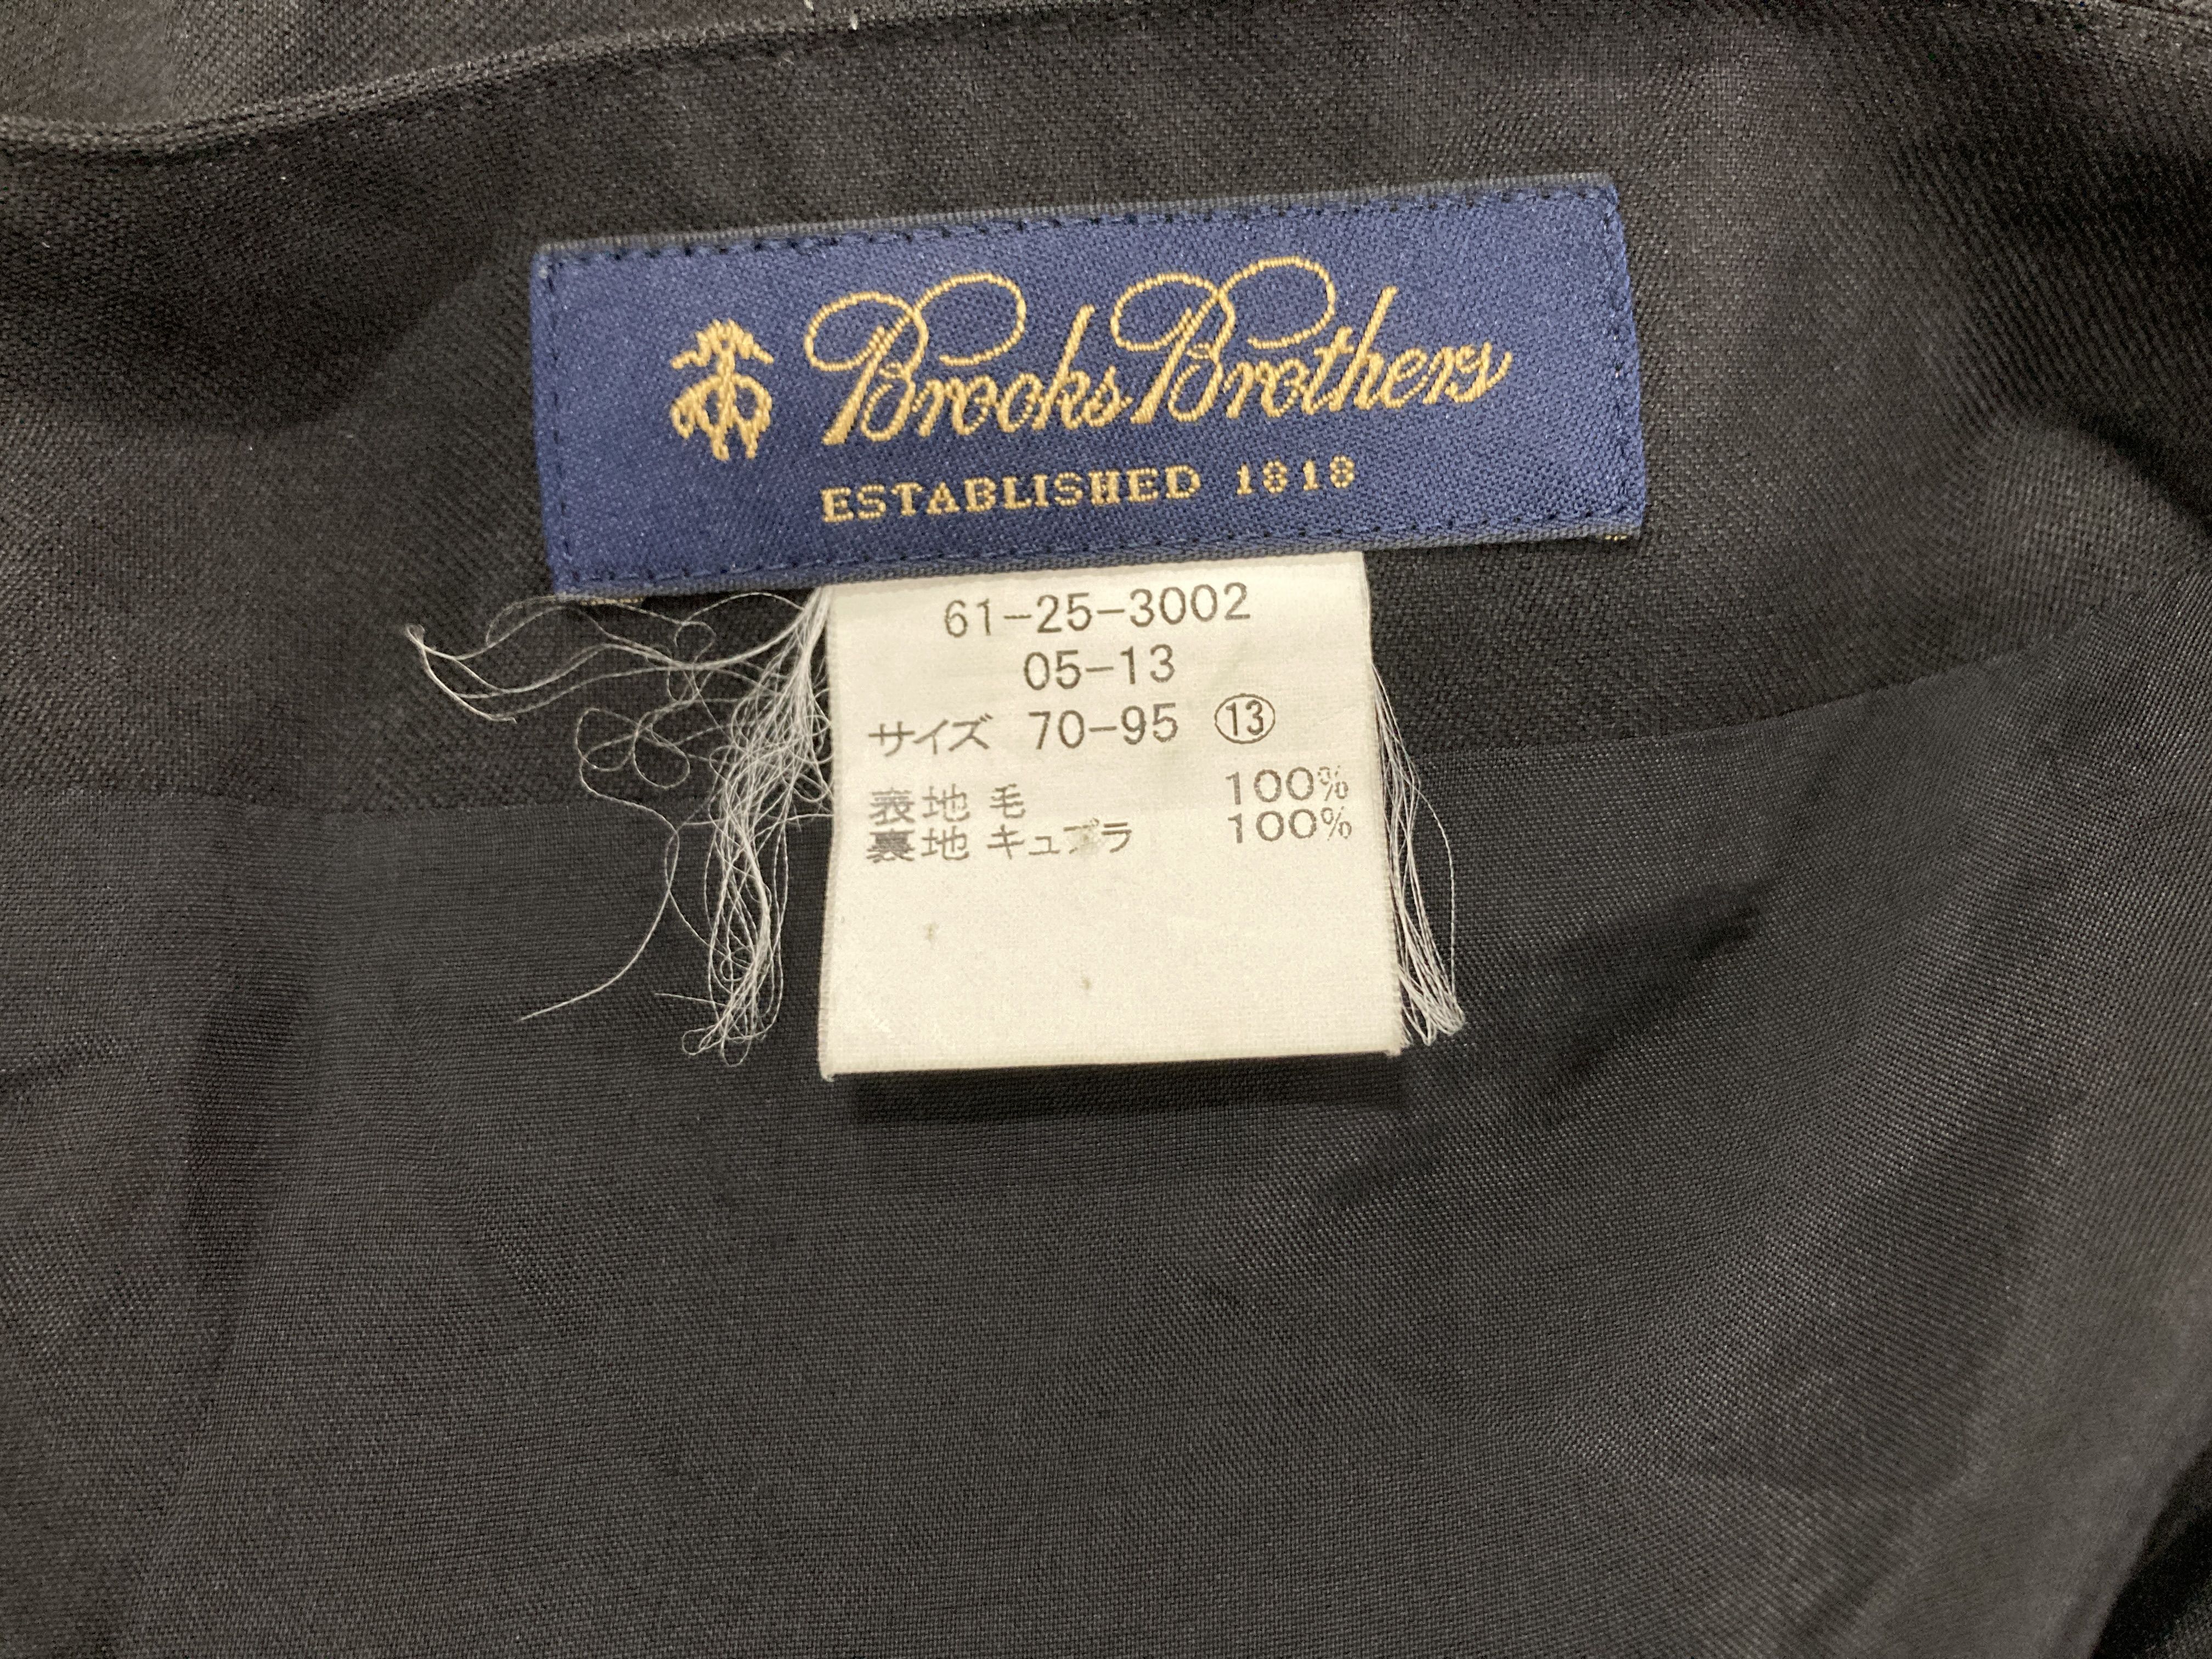 Brooks Brothers
ESTABLISHED 1818
61-25-3002
05-13
サイズ 70-95 ⑬
表地 毛 100%
裏地 キュプラ 100%